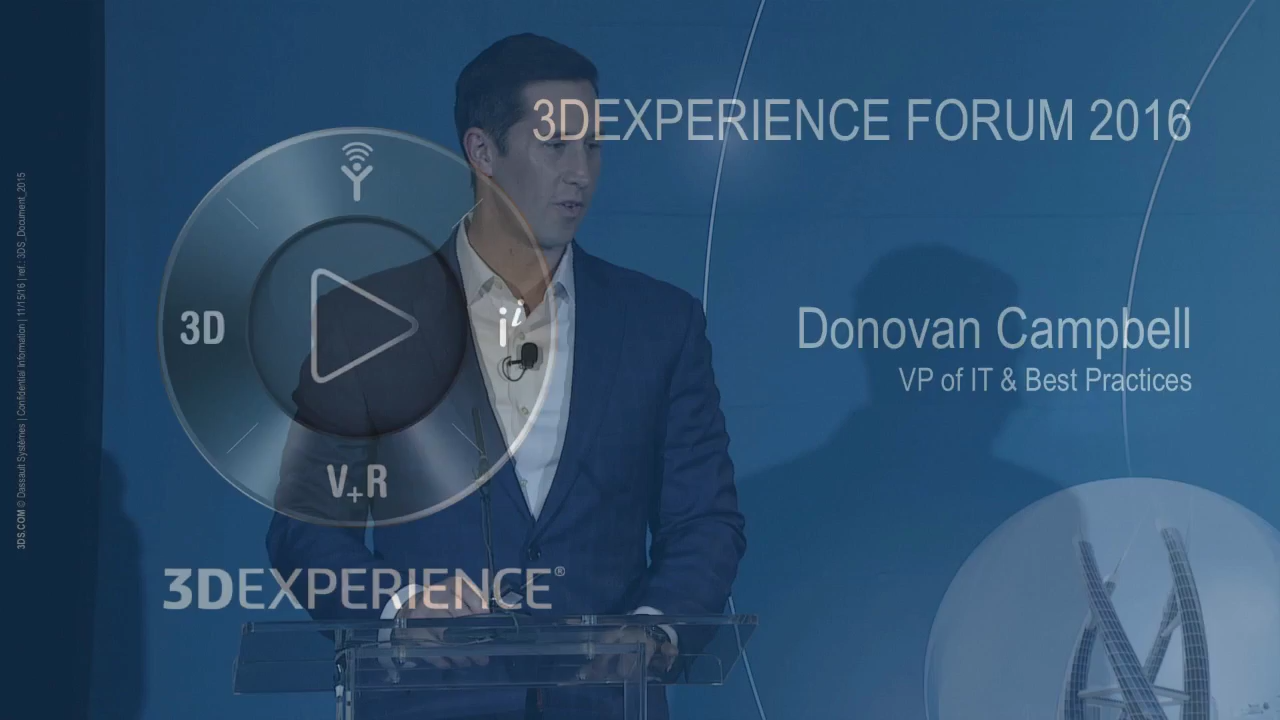 3DEXPERIENCE FORUM 2016
3D
i i
V+R
Donovan Campbell
VP of IT & Best Practices
3DEXPERIENCE®
3DS.COM © Dassault Systèmes | Confidential Information | 11/15/16 | ref.: 3DS_Document_2015